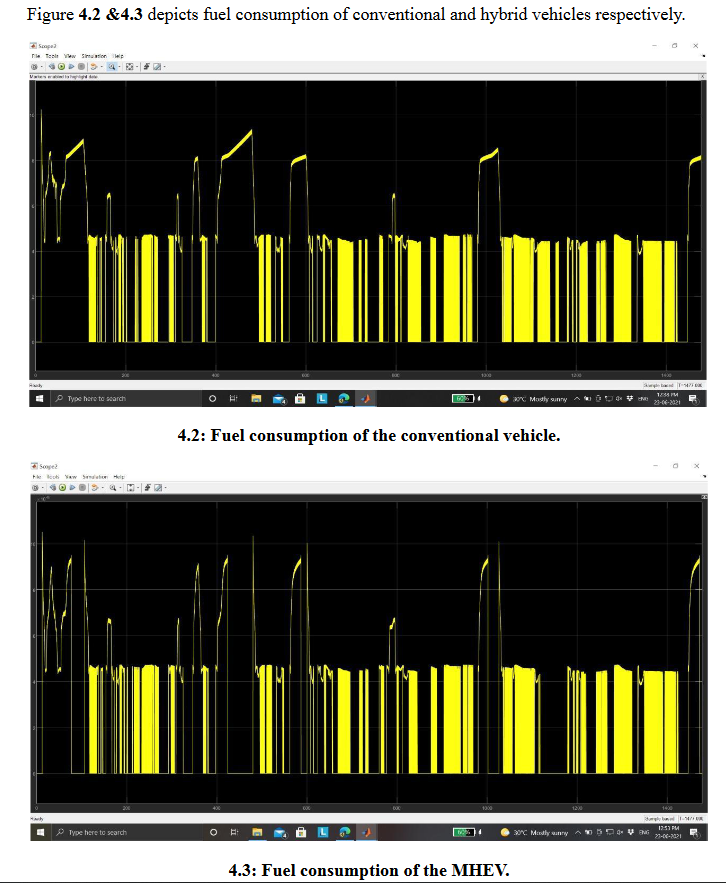 Figure 4.2 &4.3 depicts fuel consumption of conventional and hybrid vehicles respectively.
Scope2
File Tools View Simulation Help
Markers enabled to highlight data
10
8
6
4
2
0
0 200 400 600 800 1000 1200 1400
Ready Sample based T=1477.000
Type here to search 60% 30°C Mostly sunny ENG 12:38 PM
23-06-2021
4.2: Fuel consumption of the conventional vehicle.
Scope2
File Tools View Simulation Help
10
8
6
4
2
0
0 200 400 600 800 1000 1200 1400
Ready Sample based T=1477.000
Type here to search 60% 30°C Mostly sunny ENG 12:53 PM
23-06-2021
4.3: Fuel consumption of the MHEV.